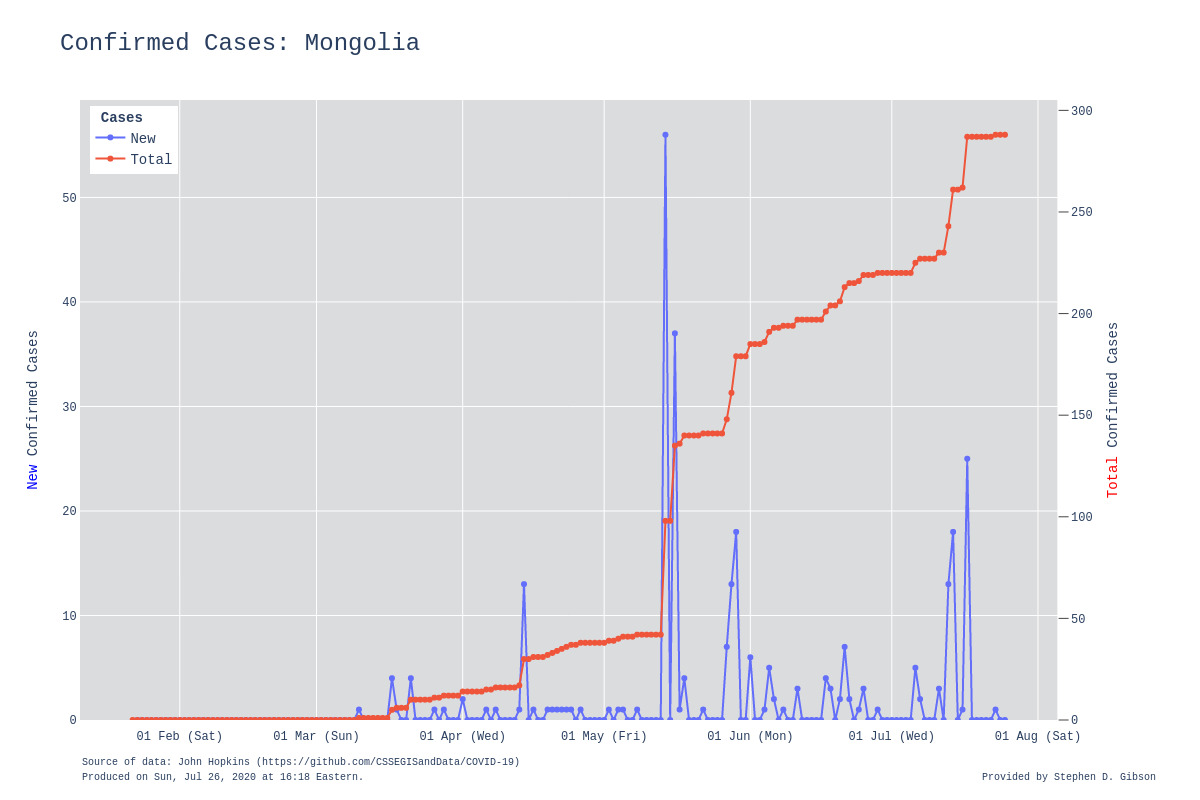 Confirmed Cases: Mongolia
Cases
New
Total
50
40
30
20
10
0
300
250
200
150
100
50
0
New Confirmed Cases
Total Confirmed Cases
01 Feb (Sat)
01 Mar (Sun)
01 Apr (Wed)
01 May (Fri)
01 Jun (Mon)
01 Jul (Wed)
01 Aug (Sat)
Source of data: John Hopkins (https://github.com/CSSEGISandData/COVID-19)
Produced on Sun, Jul 26, 2020 at 16:18 Eastern.
Provided by Stephen D. Gibson